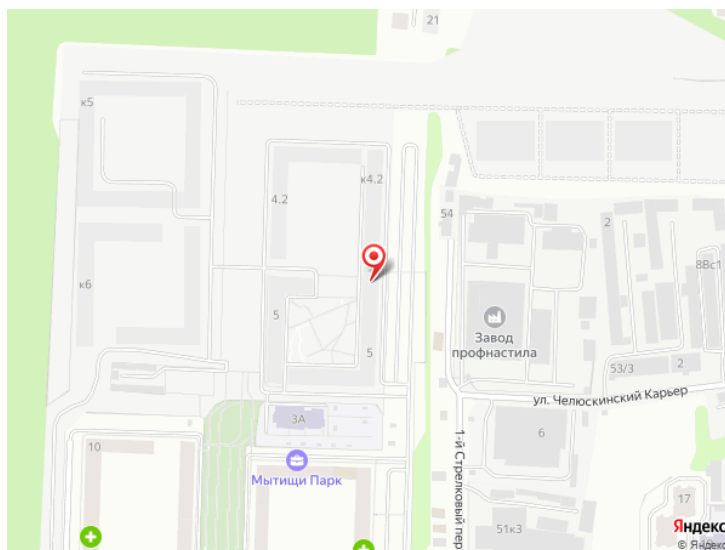 21
к5
к4.2
4.2
54
2
8Вс1
к6
5
Завод
профнастила
5
53/3
2
ул. Челюскинский Карьер
3А
6
10
Мытищи Парк
1-й Стрелковый пер
17
51к3
Яндекс
© Яндекс